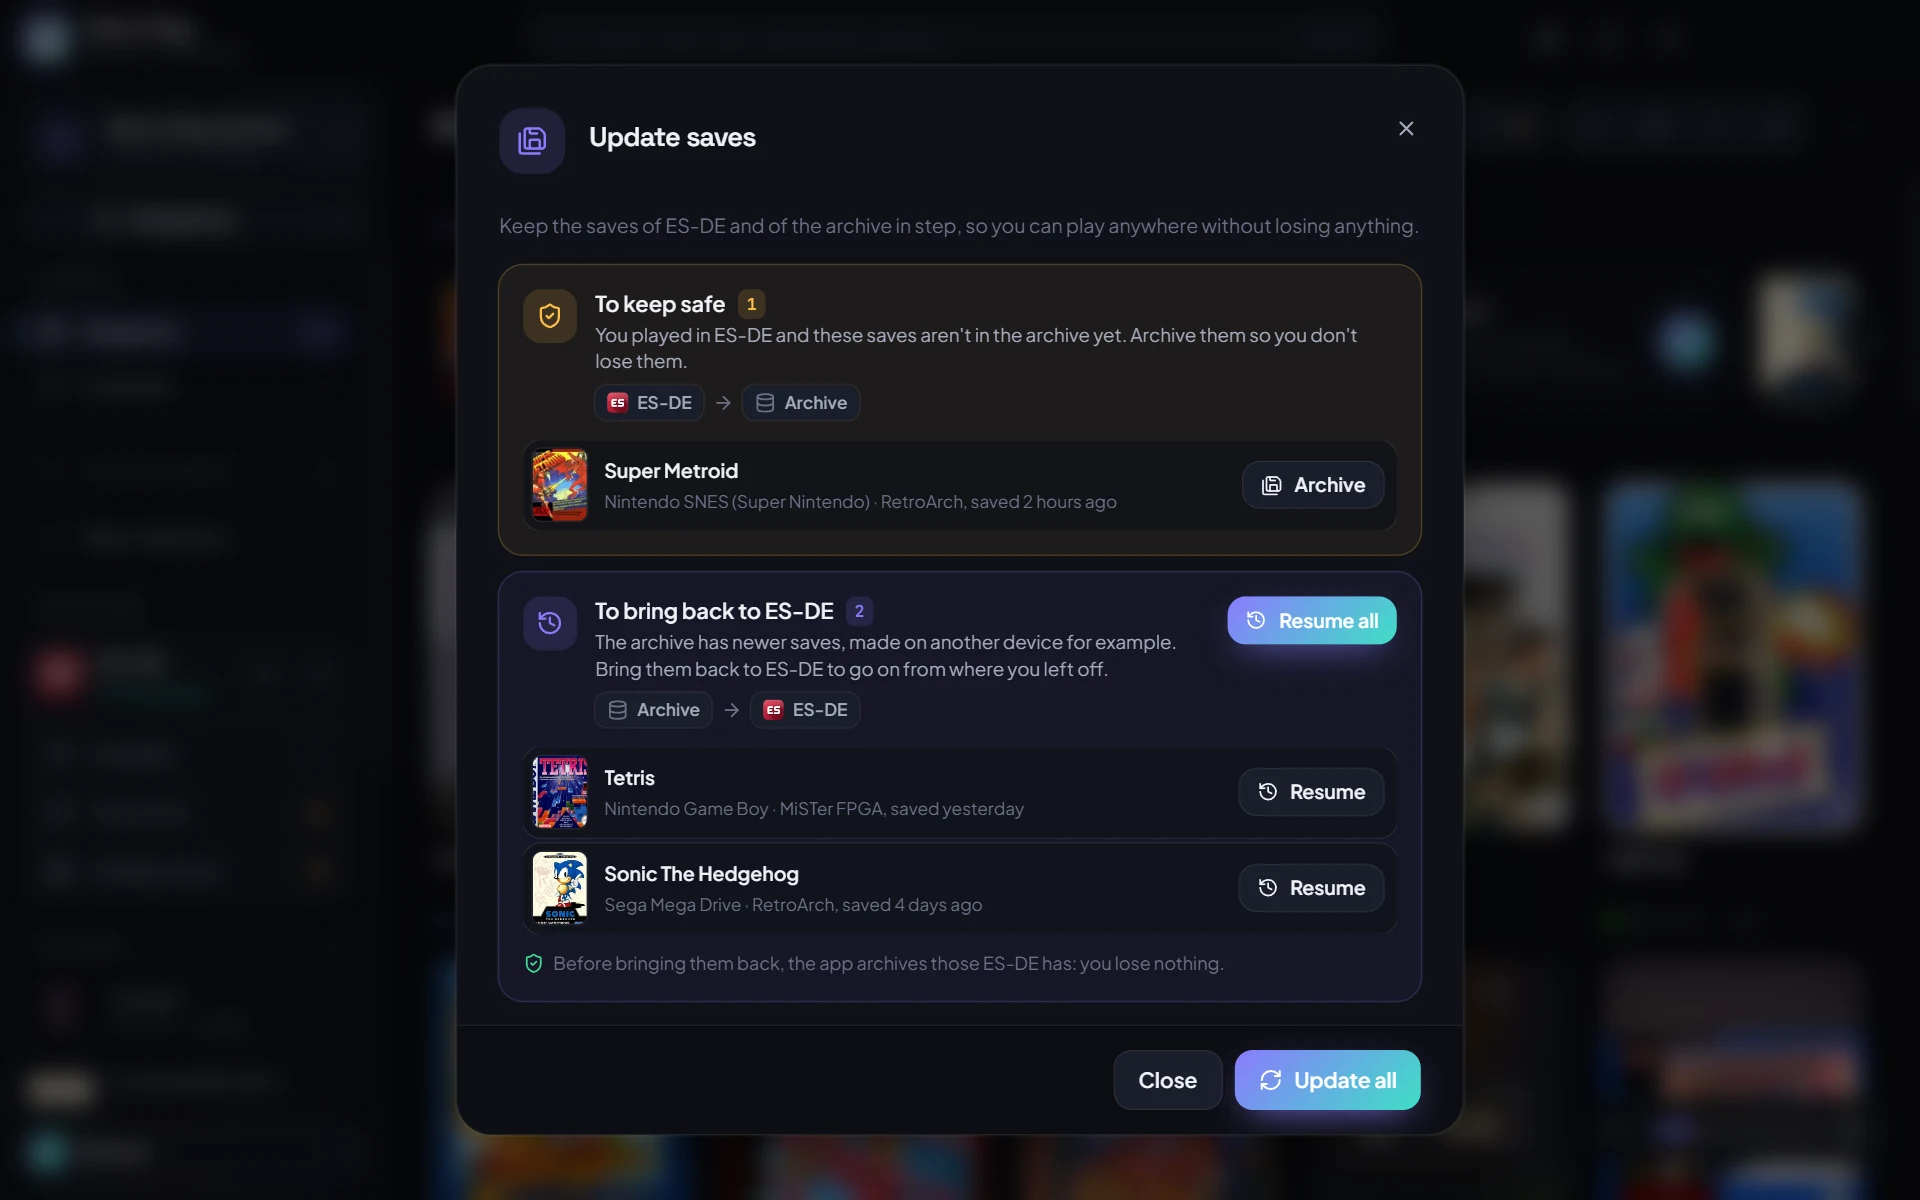 Update saves
Keep the saves of ES-DE and of the archive in step, so you can play anywhere without losing anything.
To keep safe 1
You played in ES-DE and these saves aren't in the archive yet. Archive them so you don't
lose them.
ES ES-DE → Archive
Super Metroid
Nintendo SNES (Super Nintendo) · RetroArch, saved 2 hours ago
Archive
To bring back to ES-DE 2
Resume all
The archive has newer saves, made on another device for example.
Bring them back to ES-DE to go on from where you left off.
Archive → ES ES-DE
TETRIS
Tetris
Nintendo Game Boy · MiSTer FPGA, saved yesterday
Resume
SONIC
Sonic The Hedgehog
Sega Mega Drive · RetroArch, saved 4 days ago
Resume
Before bringing them back, the app archives those ES-DE has: you lose nothing.
Close
Update all